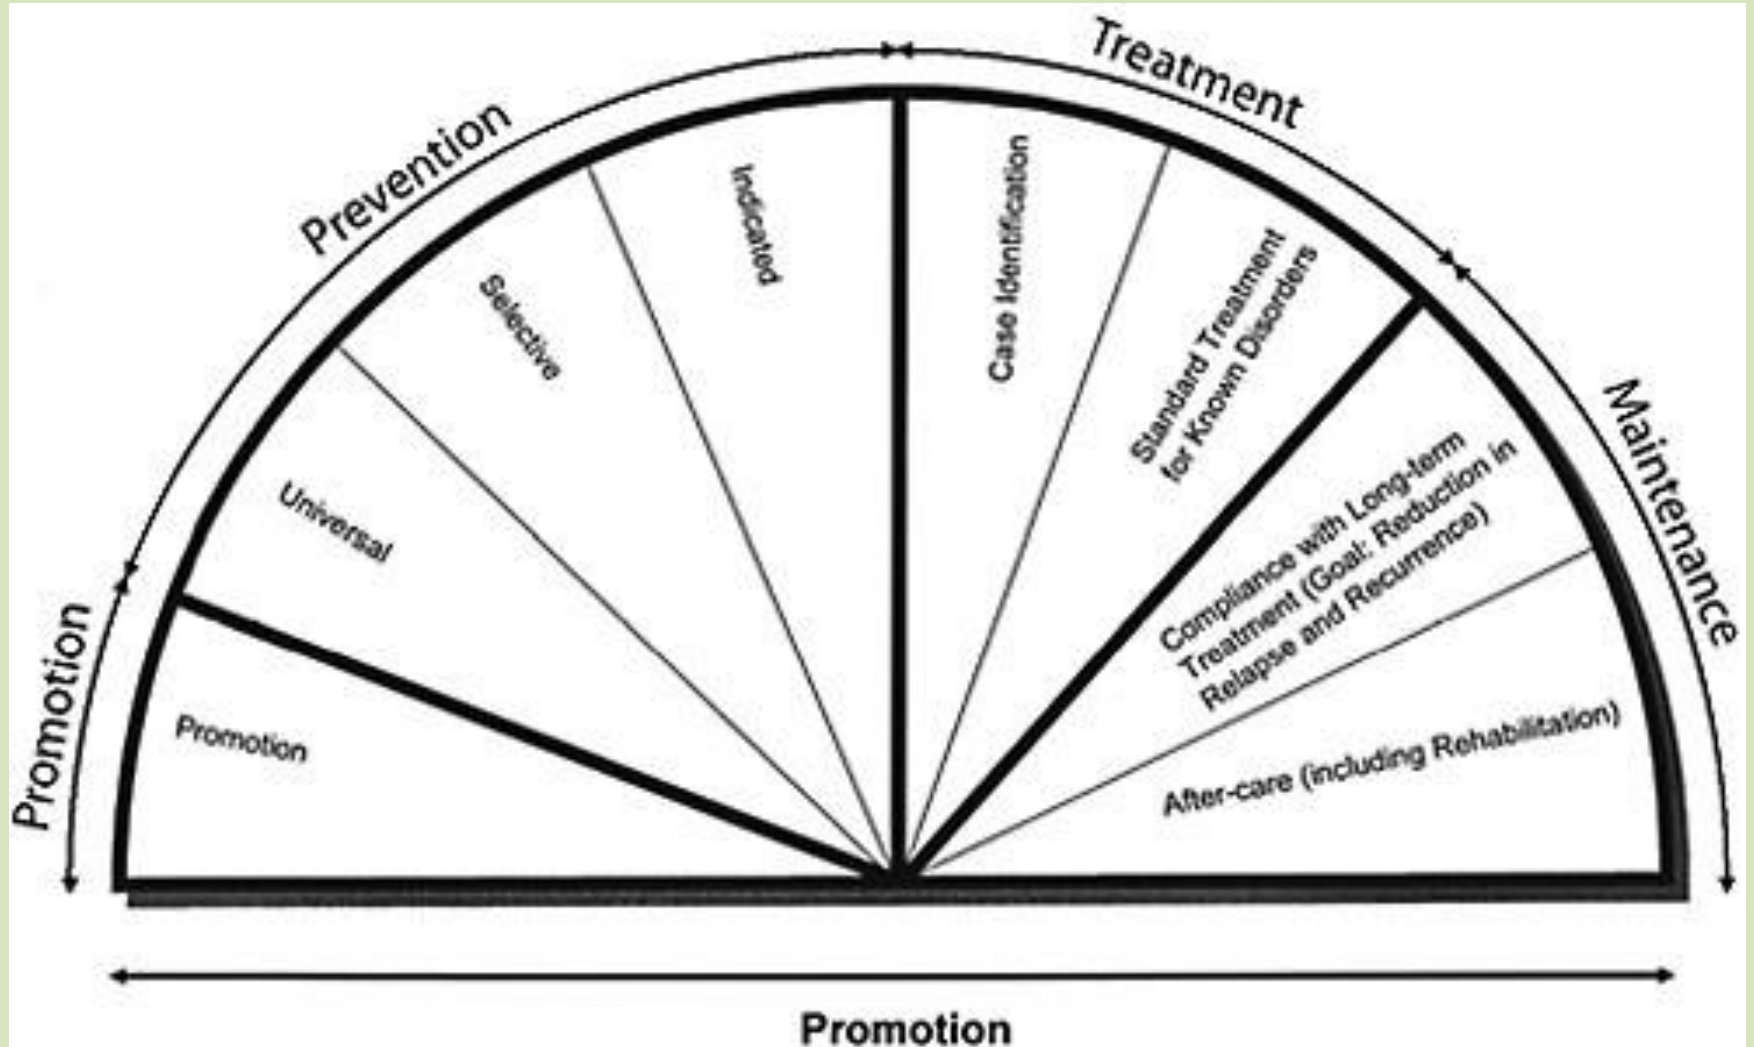 Promotion
Prevention
Treatment
Maintenance
Promotion
Universal
Selective
Indicated
Case Identification
Standard Treatment
for Known Disorders
Compliance with Long-term
Treatment (Goal: Reduction in
Relapse and Recurrence)
After-care (including Rehabilitation)
Promotion